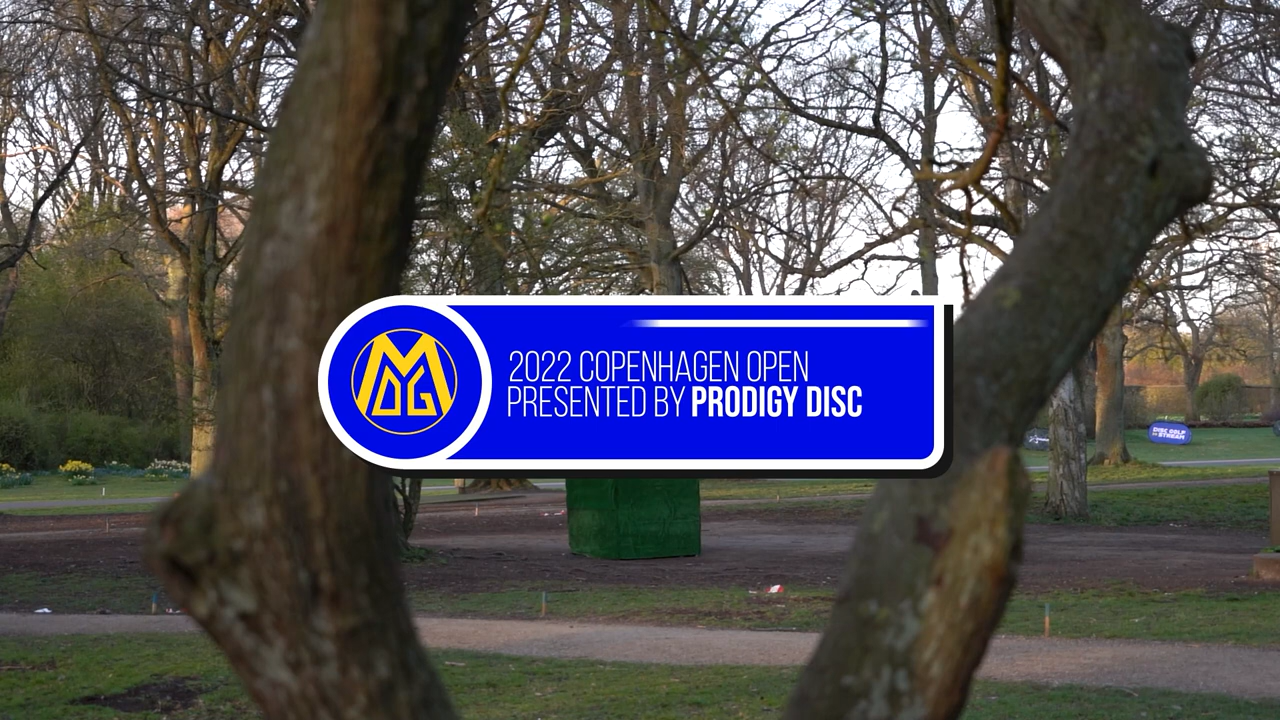 MDG
2022 COPENHAGEN OPEN
PRESENTED BY PRODIGY DISC
DISC GOLF
STREAM